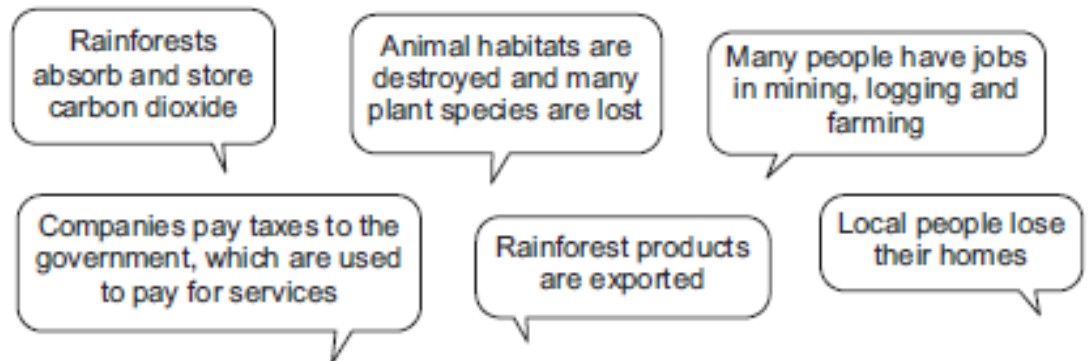 Rainforests
absorb and store
carbon dioxide
Animal habitats are
destroyed and many
plant species are lost
Many people have jobs
in mining, logging and
farming
Companies pay taxes to the
government, which are used
to pay for services
Rainforest products
are exported
Local people lose
their homes